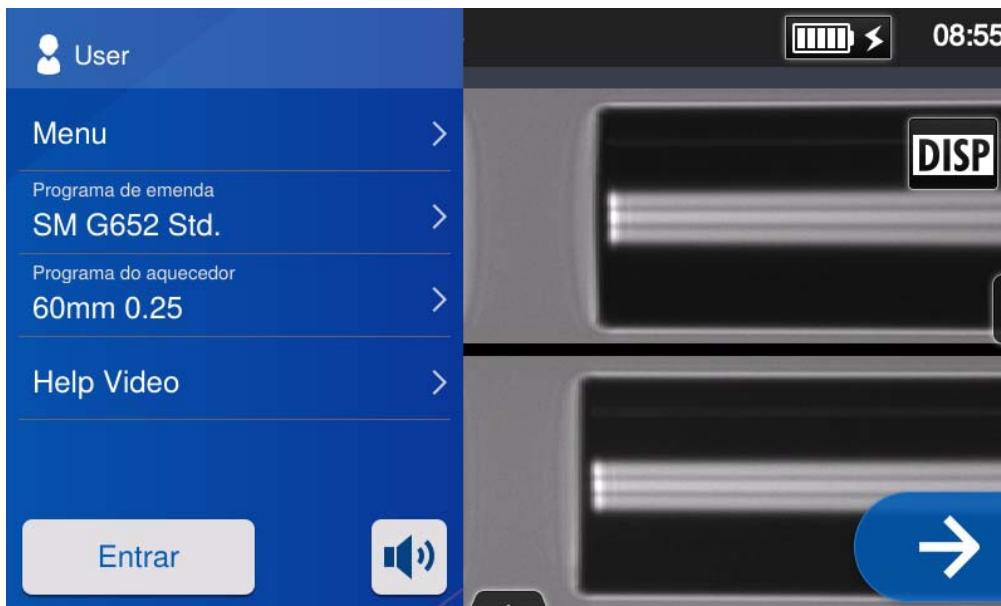 User
08:55
Menu
DISP
Programa de emenda
SM G652 Std.
Programa do aquecedor
60mm 0.25
Help Video
Entrar